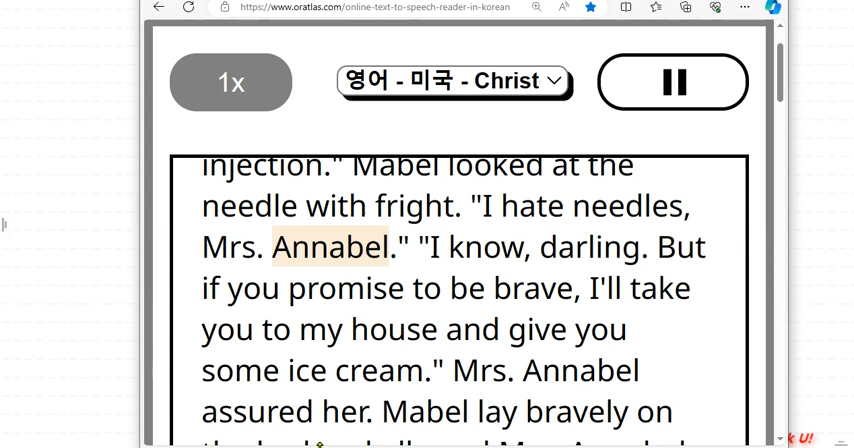 https://www.oratlas.com/online-text-to-speech-reader-in-korean
1x
영어 - 미국 - Christ
injection." Mabel looked at the
needle with fright. "I hate needles,
Mrs. Annabel." "I know, darling. But
if you promise to be brave, I'll take
you to my house and give you
some ice cream." Mrs. Annabel
assured her. Mabel lay bravely on
k U!